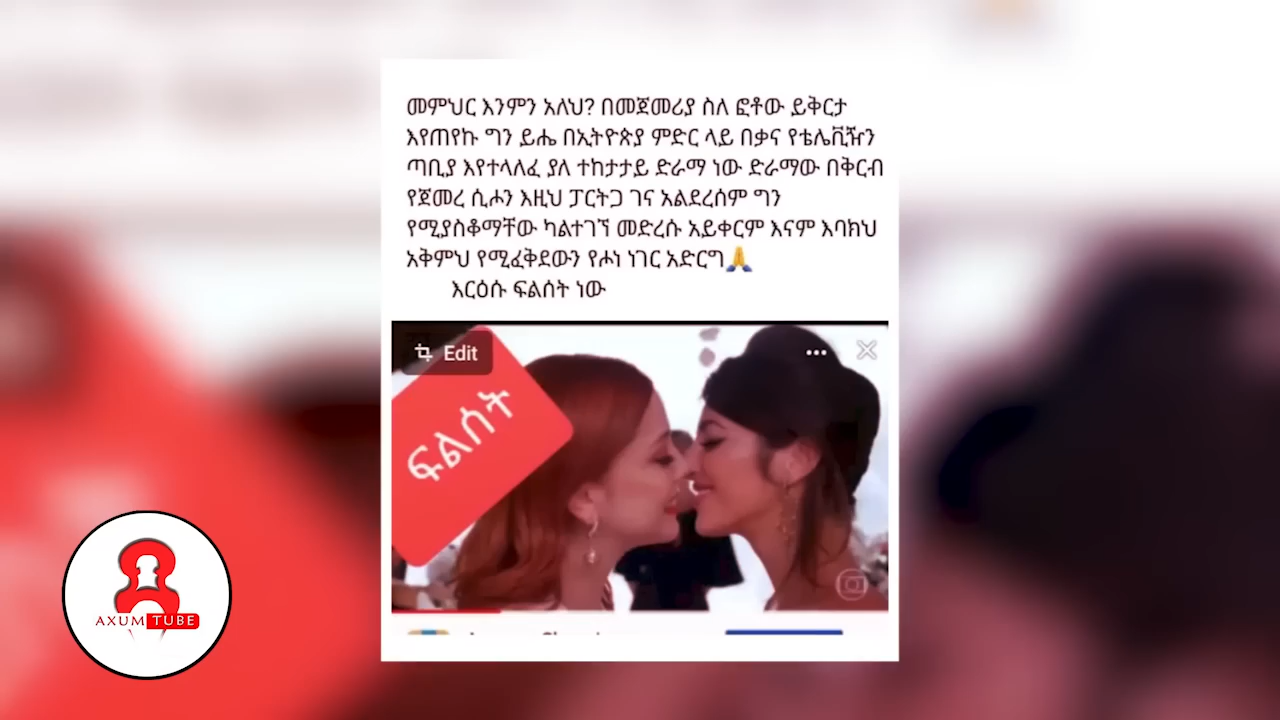 መምህር እንምን አለህ? በመጀመሪያ ስለ ፎቶው ይቅርታ
እየጠየኩ ግን ይሔ በኢትዮጵያ ምድር ላይ በቃና የቴሌቪዥን
ጣቢያ እየተላለፈ ያለ ተከታታይ ድራማ ነው ድራማው በቅርብ
የጀመረ ሲሖን እዚህ ፓርትጋ ገና አልደረሰም ግን
የሚያስቆማቸው ካልተገኘ መድረሱ አይቀርም እናም እባክህ
አቅምህ የሚፈቅደውን የሖነ ነገር አድርግ🙏
እርዕሱ ፍልሰት ነው
Edit
ፍልሰት
AXUM TUBE